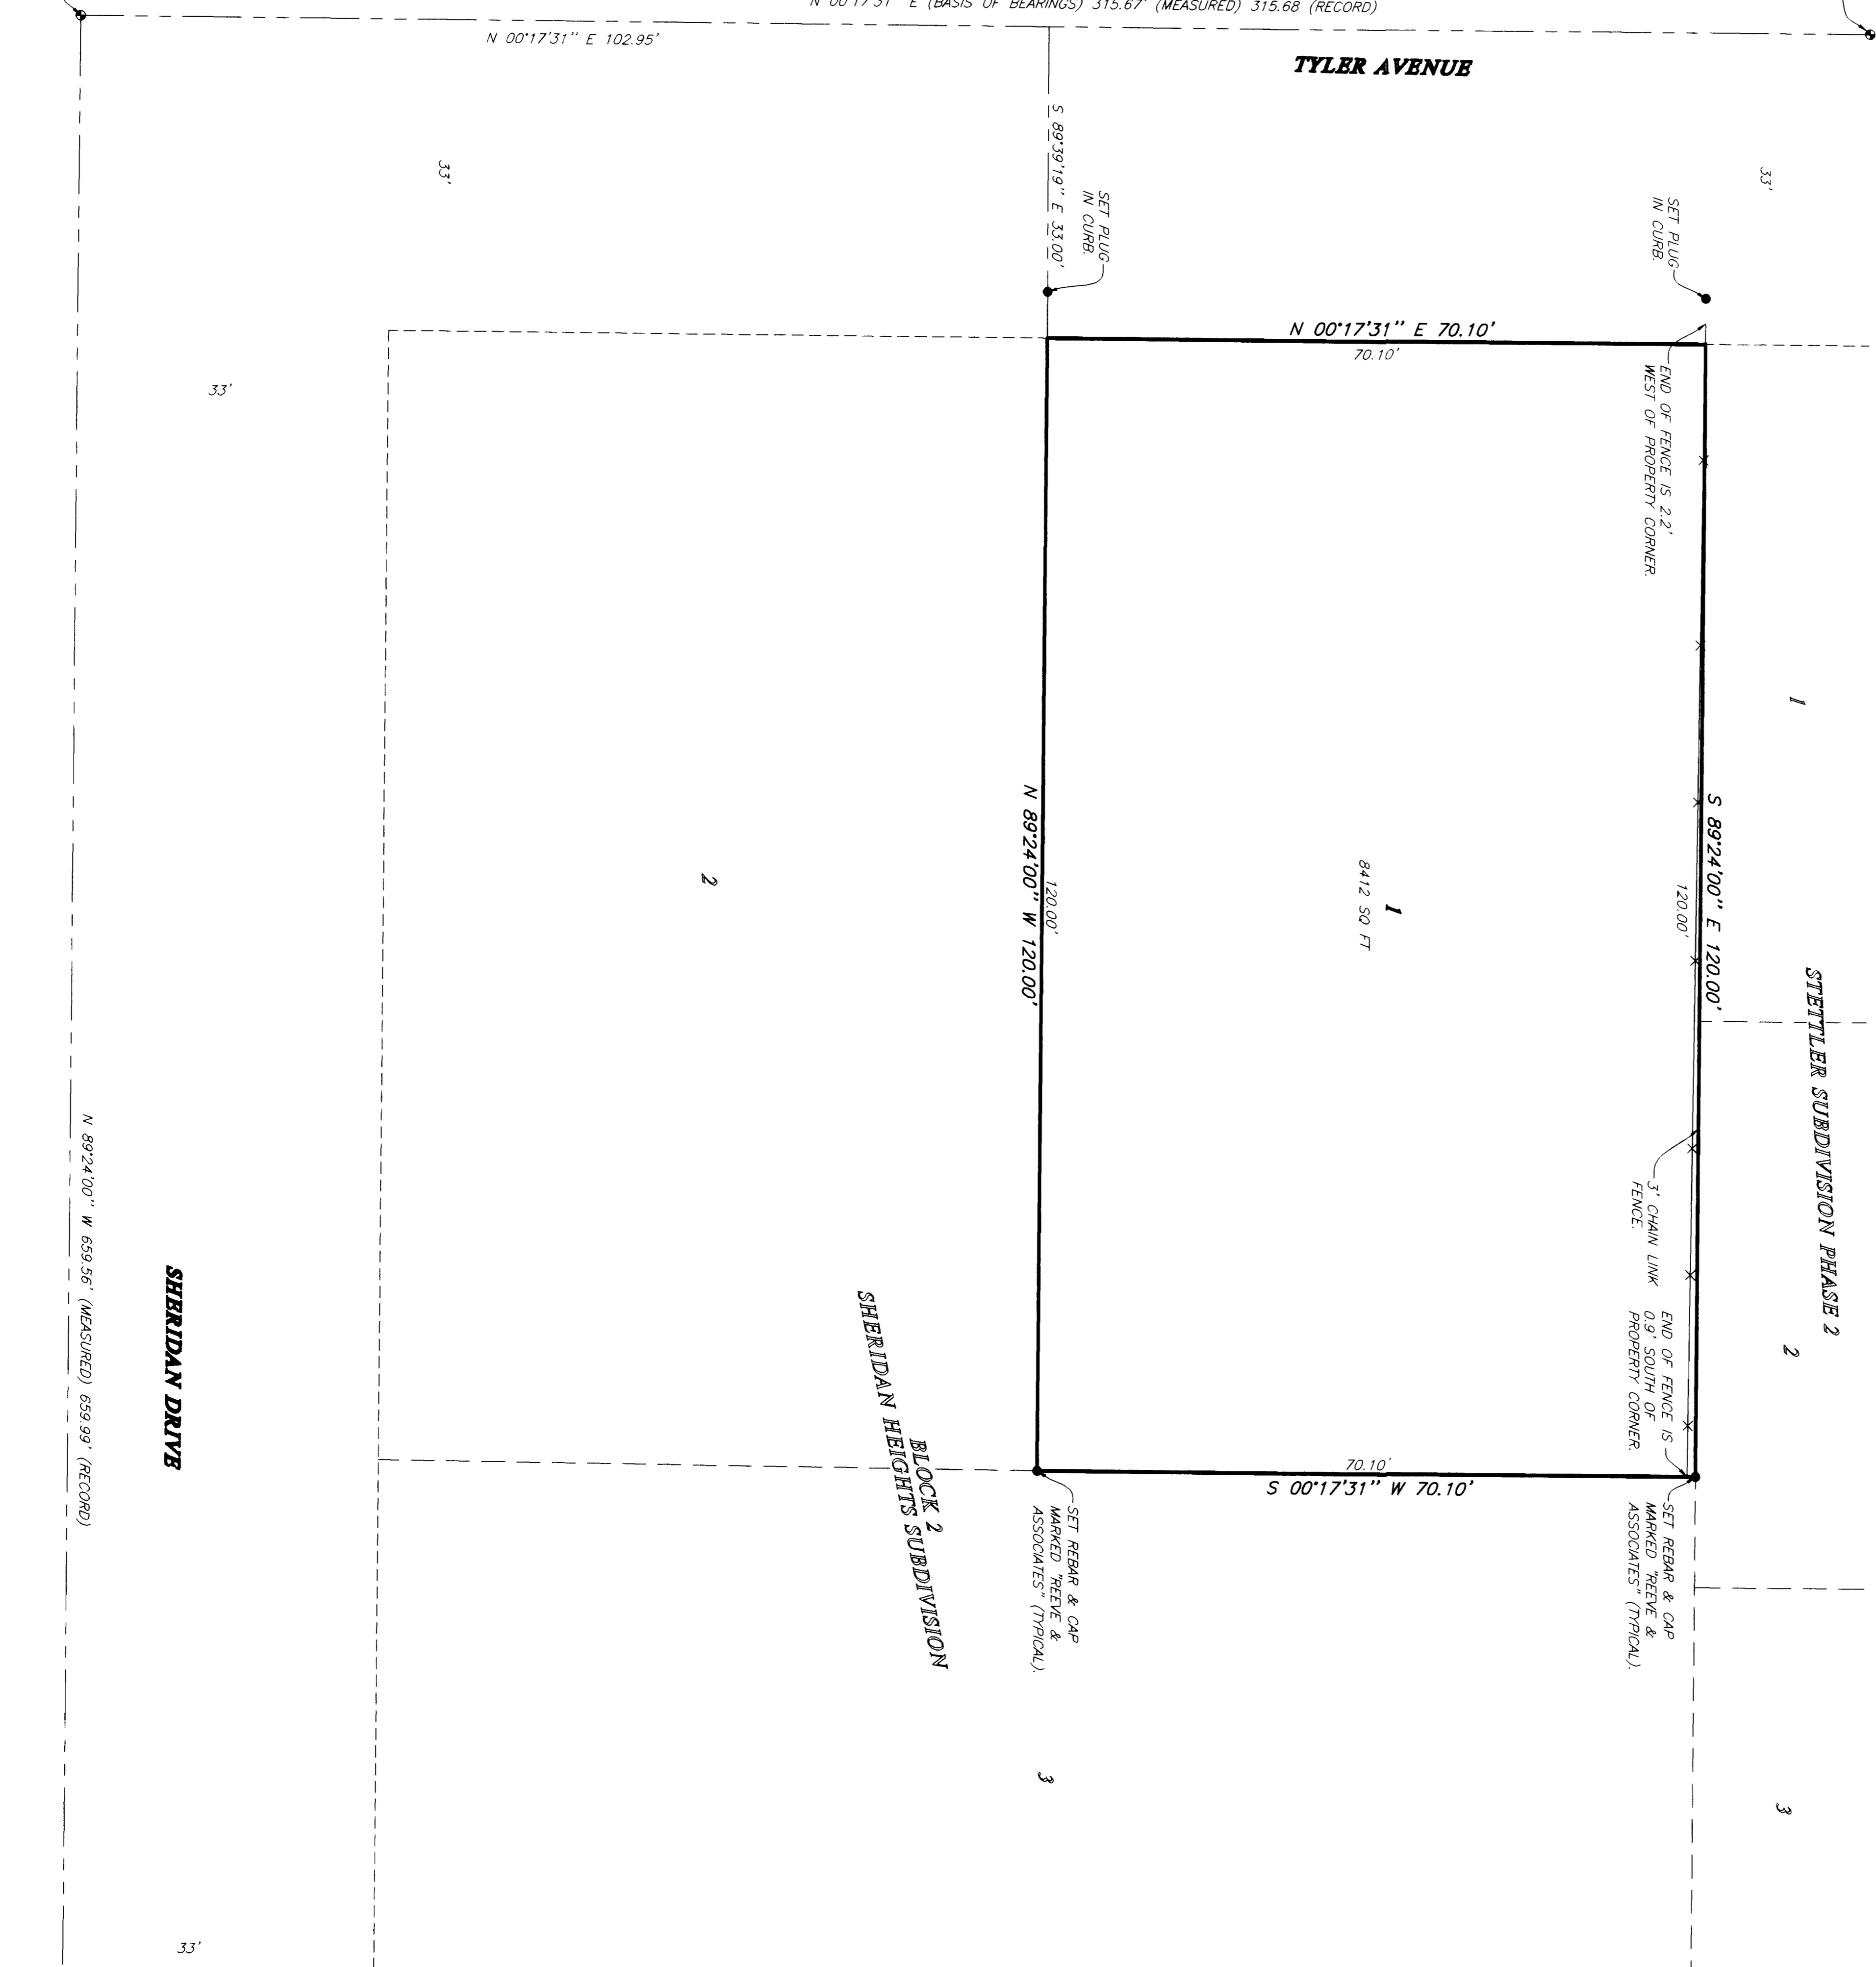 N 00°17'31" E (BASIS OF BEARINGS) 315.67' (MEASURED) 315.68 (RECORD)
N 00°17'31" E 102.95'
TYLER AVENUE
S 89°39'19" E 33.00'
33'
33'
SET PLUG
IN CURB.
SET PLUG
IN CURB.
N 00°17'31" E 70.10'
70.10'
END OF FENCE IS 2.2'
WEST OF PROPERTY CORNER.
33'
1
S 89°24'00" E 120.00'
120.00'
N 89°24'00" W 120.00'
120.00'
1
8412 SQ FT
2
STETTLER SUBDIVISION PHASE 2
2
3' CHAIN LINK
FENCE.
END OF FENCE IS
0.9' SOUTH OF
PROPERTY CORNER.
70.10'
S 00°17'31" W 70.10'
SET REBAR & CAP
MARKED "REEVE &
ASSOCIATES" (TYPICAL).
SET REBAR & CAP
MARKED "REEVE &
ASSOCIATES" (TYPICAL).
BLOCK 2
SHERIDAN HEIGHTS SUBDIVISION
SHERIDAN DRIVE
N 89°24'00" W 659.56' (MEASURED) 659.99' (RECORD)
3
3
33'